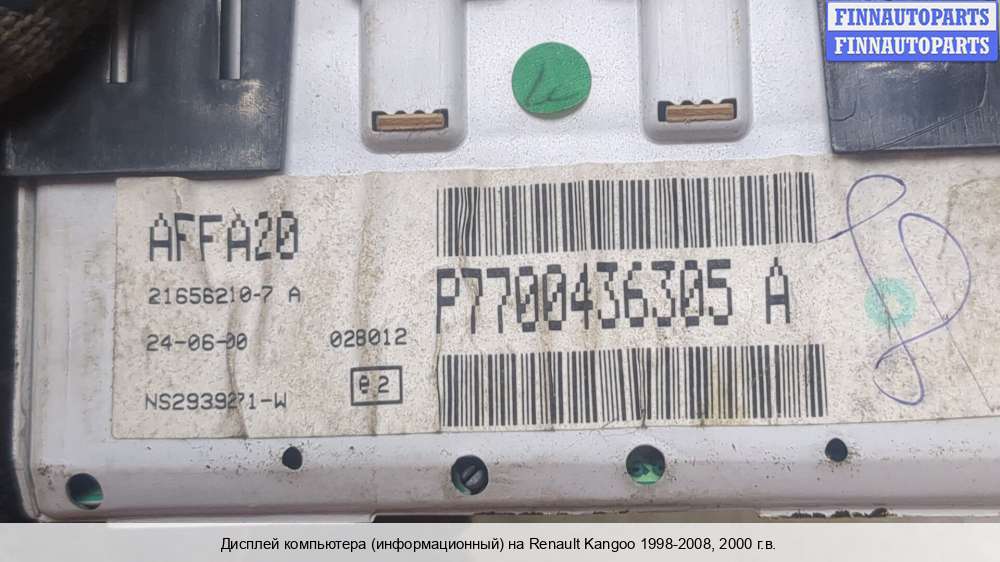 FINNAUTOPARTS
FINNAUTOPARTS
AFFA20
21656210-7 A
24-06-00
028012
NS2939271-W
e2
P7700436305 A
Дисплей компьютера (информационный) на Renault Kangoo 1998-2008, 2000 г.в.